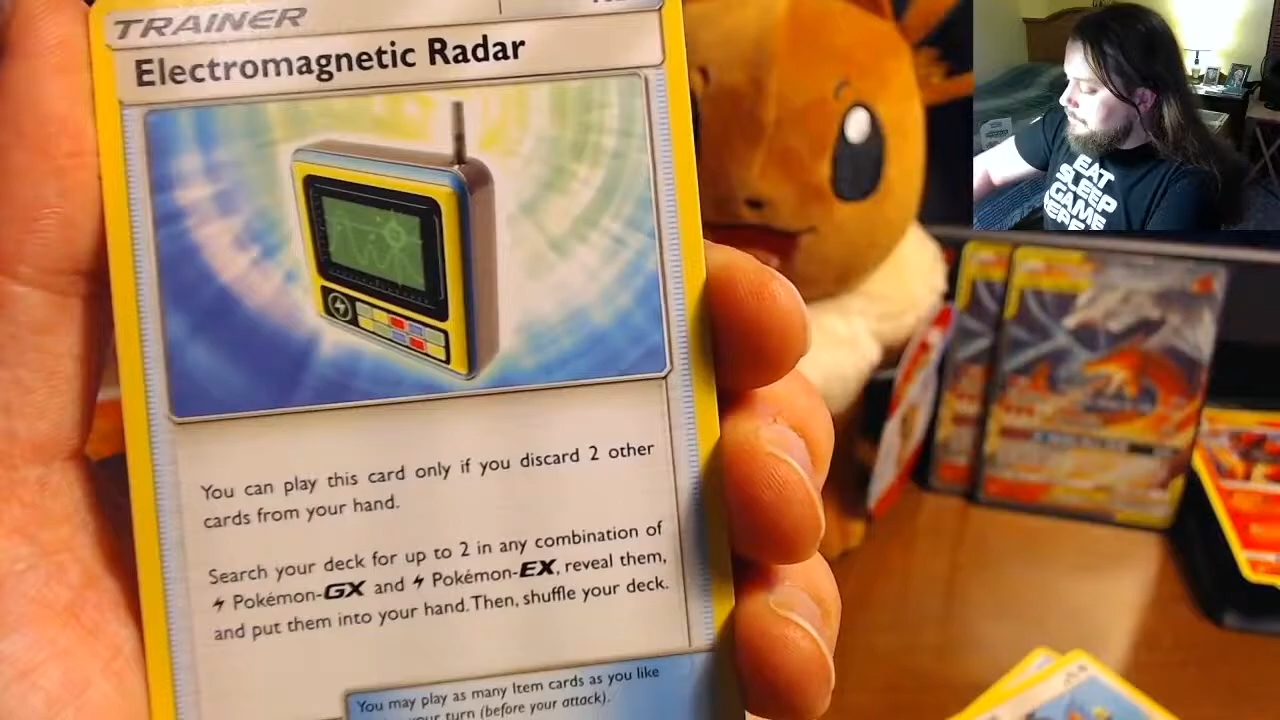 TRAINER
Electromagnetic Radar
You can play this card only if you discard 2 other
cards from your hand.
Search your deck for up to 2 in any combination of
Pokémon-GX and Pokémon-EX, reveal them,
and put them into your hand. Then, shuffle your deck.
You may play as many Item cards as you like
your turn (before your attack).
EAT
SLEEP
GAME